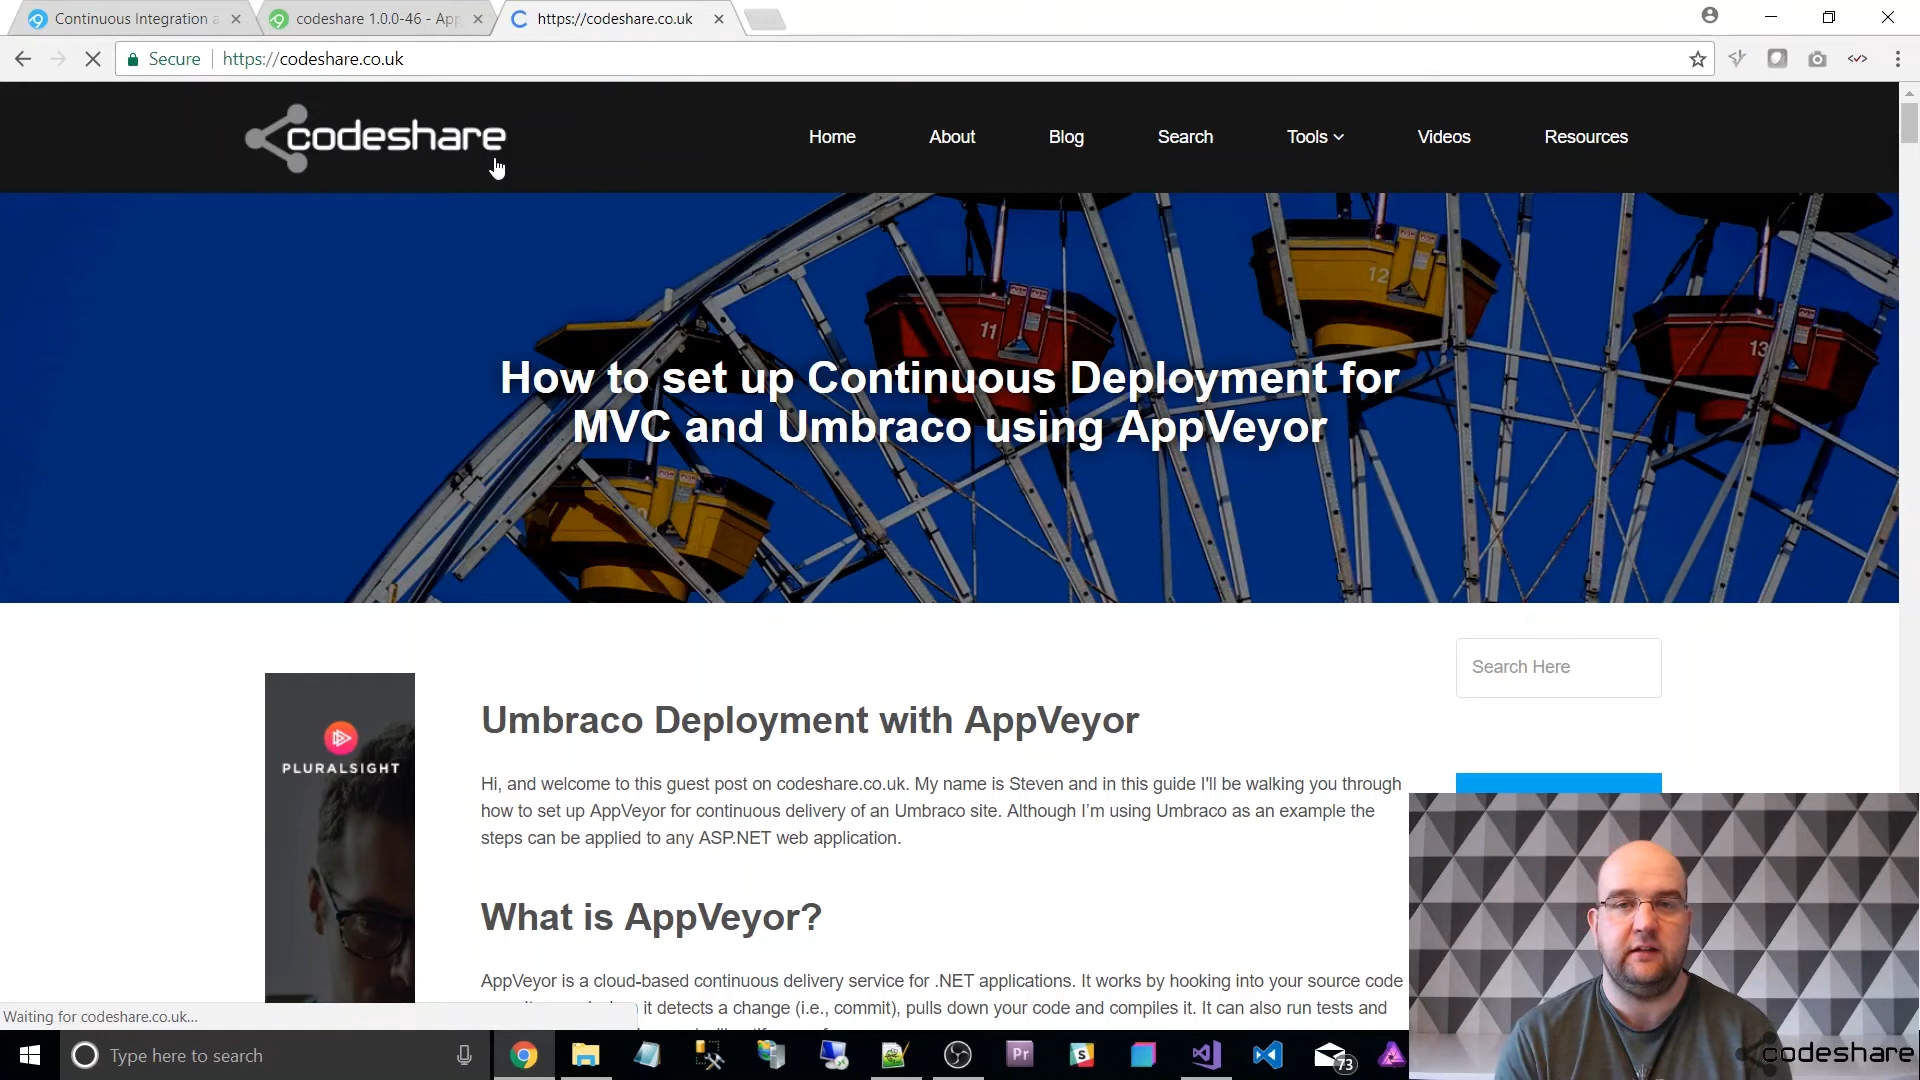 Continuous Integration a
codeshare 1.0.0-46 - App
https://codeshare.co.uk
Secure
https://codeshare.co.uk
codeshare
Home
About
Blog
Search
Tools
Videos
Resources
11
12
13
How to set up Continuous Deployment for
MVC and Umbraco using AppVeyor
Search Here
PLURALSIGHT
Umbraco Deployment with AppVeyor
Hi, and welcome to this guest post on codeshare.co.uk. My name is Steven and in this guide I'll be walking you through
how to set up AppVeyor for continuous delivery of an Umbraco site. Although I'm using Umbraco as an example the
steps can be applied to any ASP.NET web application.
What is AppVeyor?
AppVeyor is a cloud-based continuous delivery service for .NET applications. It works by hooking into your source code
it detects a change (i.e., commit), pulls down your code and compiles it. It can also run tests and
Waiting for codeshare.co.uk...
Type here to search
Pr
S
73
codeshare